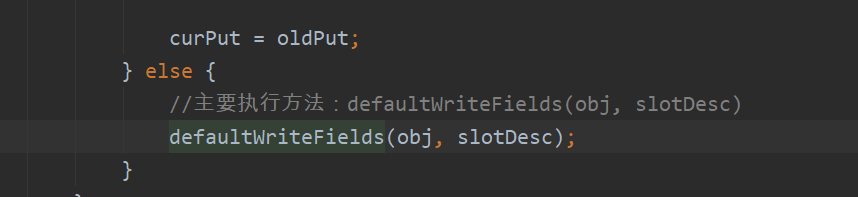 curPut = oldPut;
} else {
//主要执行方法：defaultWriteFields(obj, slotDesc)
defaultWriteFields(obj, slotDesc);
}